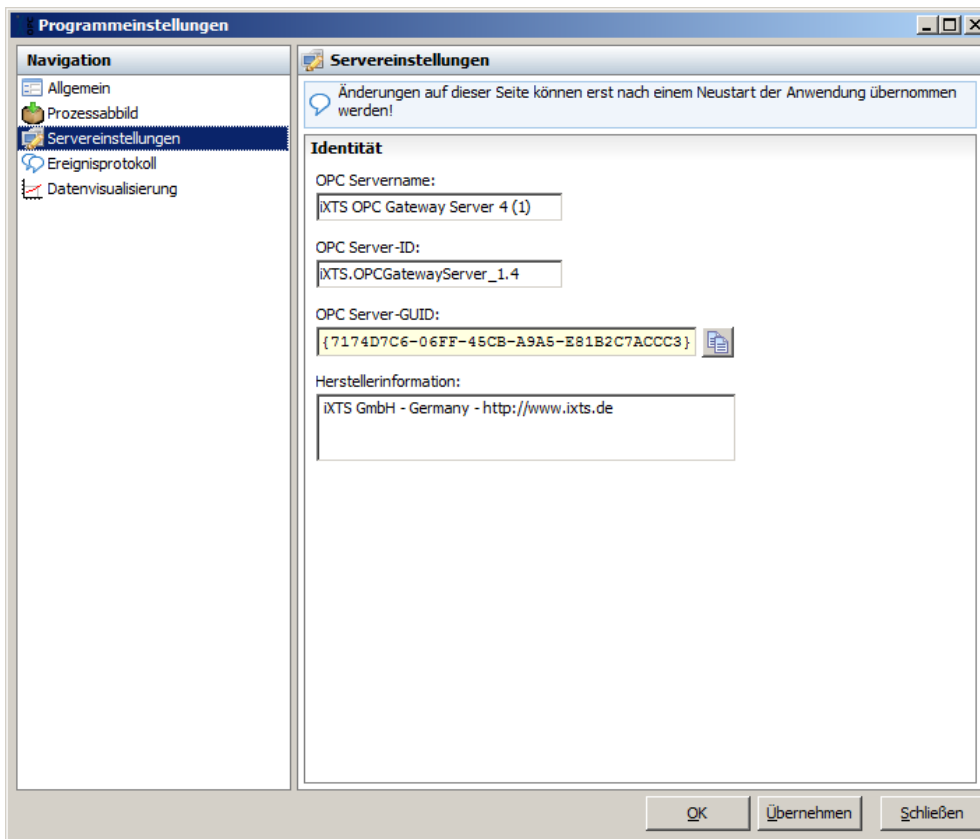 Programmeinstellungen
Navigation
Allgemein
Prozessabbild
Servereinstellungen
Ereignisprotokoll
Datenvisualisierung
Servereinstellungen
Änderungen auf dieser Seite können erst nach einem Neustart der Anwendung übernommen
werden!
Identität
OPC Servername:
iXTS OPC Gateway Server 4 (1)
OPC Server-ID:
iXTS.OPCGatewayServer_1.4
OPC Server-GUID:
{7174D7C6-06FF-45CB-A9A5-E81B2C7ACCC3}
Herstellerinformation:
iXTS GmbH - Germany - http://www.ixts.de
OK
Übernehmen
Schließen